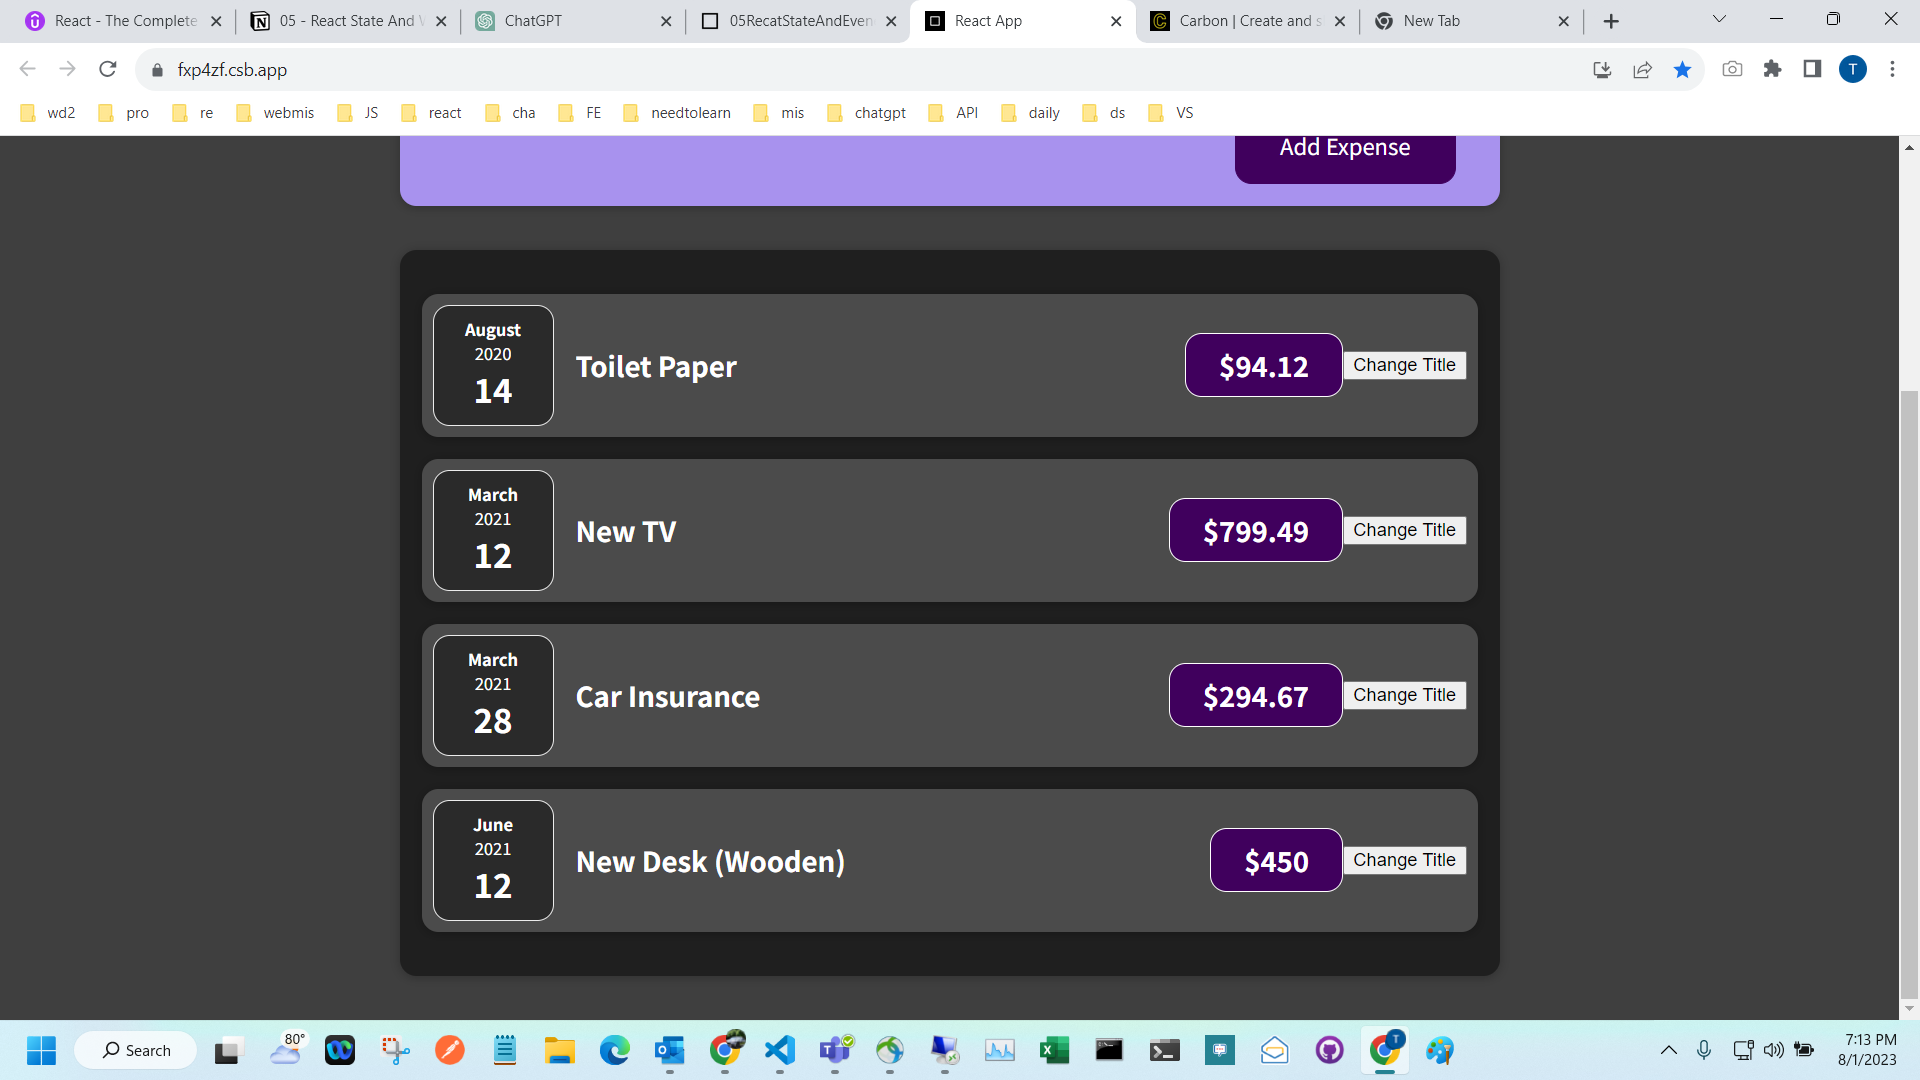 React - The Complete
05 - React State And W
ChatGPT
05RecatStateAndEven
React App
Carbon | Create and s
New Tab
fxp4zf.csb.app
T
wd2 pro re webmis JS react cha FE needtolearn mis chatgpt API daily ds VS
Add Expense
August
2020
14
Toilet Paper
$94.12
Change Title
March
2021
12
New TV
$799.49
Change Title
March
2021
28
Car Insurance
$294.67
Change Title
June
2021
12
New Desk (Wooden)
$450
Change Title
Search
80°
T
7:13 PM
8/1/2023